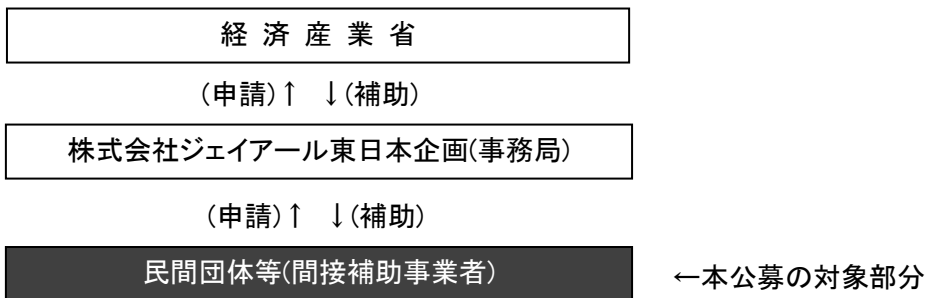 経 済 産 業 省
(申請)↑ ↓(補助)
株式会社ジェイアール東日本企画(事務局)
(申請)↑ ↓(補助)
民間団体等(間接補助事業者) ←本公募の対象部分